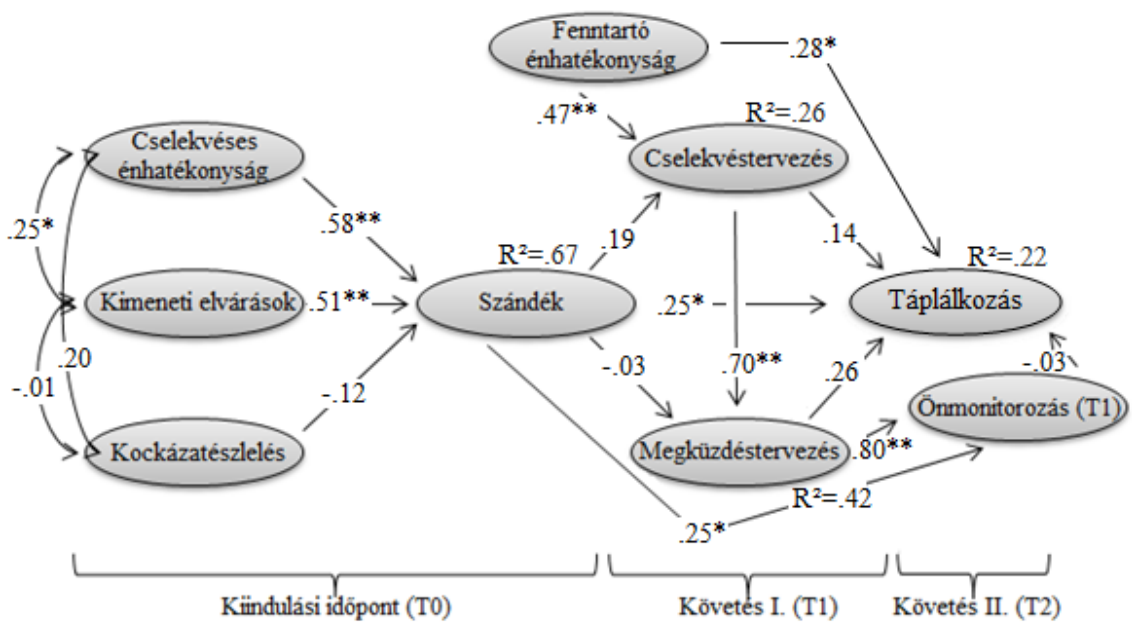 Fenntartó
énhatékonyság
.28*
.47**
R²=.26
Cselekvéses
énhatékonyság
Cselekvéstervezés
.25*
.58**
.19
.14
R²=.67
R²=.22
Kimeneti elvárások
.51**
Szándék
.25*
Táplálkozás
-.01
.20
-.12
-.03
.70**
.26
-.03
Önmonitorozás (T1)
Kockázatészlelés
Megküzdéstervezés
.80**
R²=.42
.25*
Kiindulási időpont (T0)
Követés I. (T1)
Követés II. (T2)